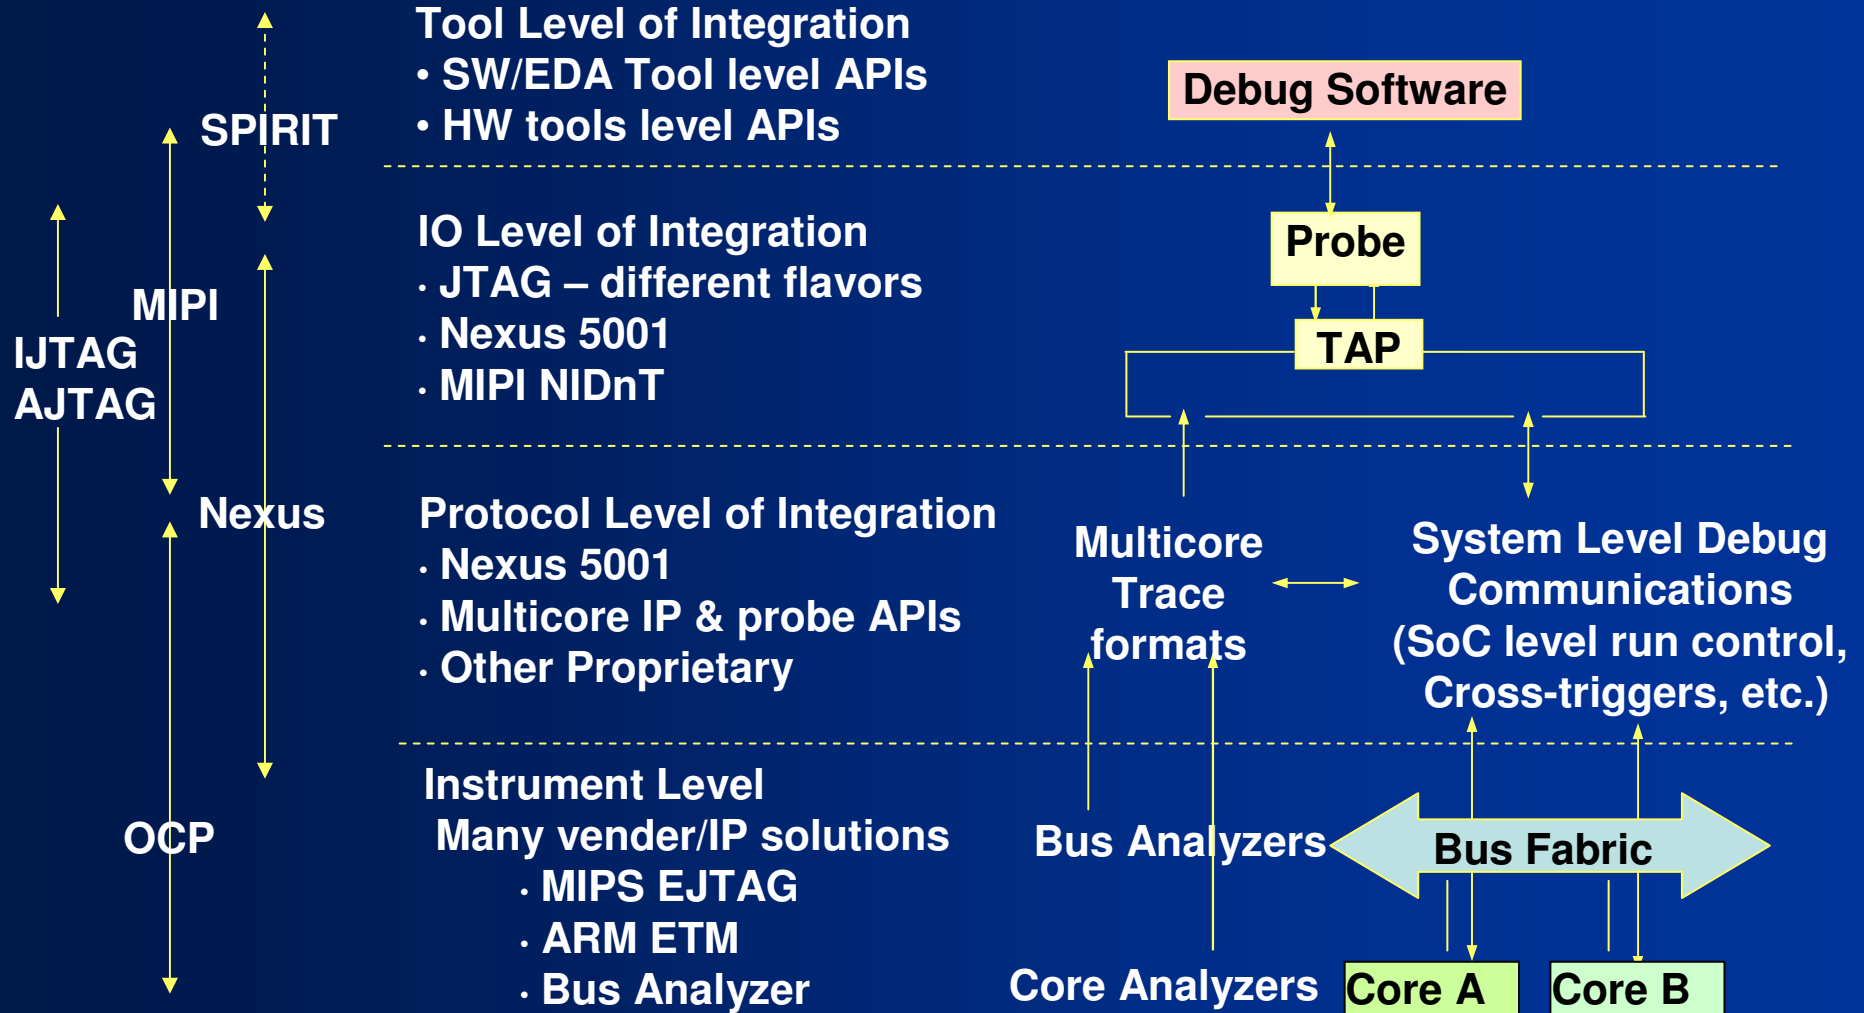 Tool Level of Integration
• SW/EDA Tool level APIs
• HW tools level APIs
Debug Software
SPIRIT
IO Level of Integration
• JTAG – different flavors
• Nexus 5001
• MIPI NIDnT
Probe
TAP
MIPI
IJTAG
AJTAG
Nexus
Protocol Level of Integration
• Nexus 5001
• Multicore IP & probe APIs
• Other Proprietary
Multicore
Trace
formats
System Level Debug
Communications
(SoC level run control,
Cross-triggers, etc.)
OCP
Instrument Level
Many vender/IP solutions
• MIPS EJTAG
• ARM ETM
• Bus Analyzer
Bus Analyzers
Bus Fabric
Core Analyzers
Core A
Core B